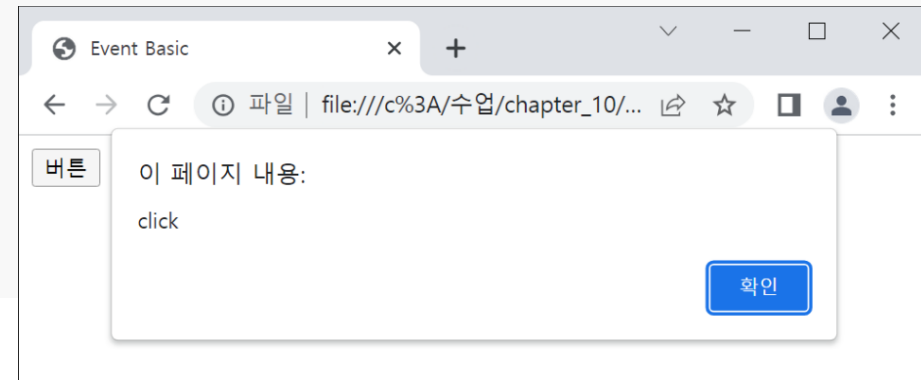 Event Basic
파일 | file:///c%3A/수업/chapter_10/...
버튼
이 페이지 내용:
click
확인